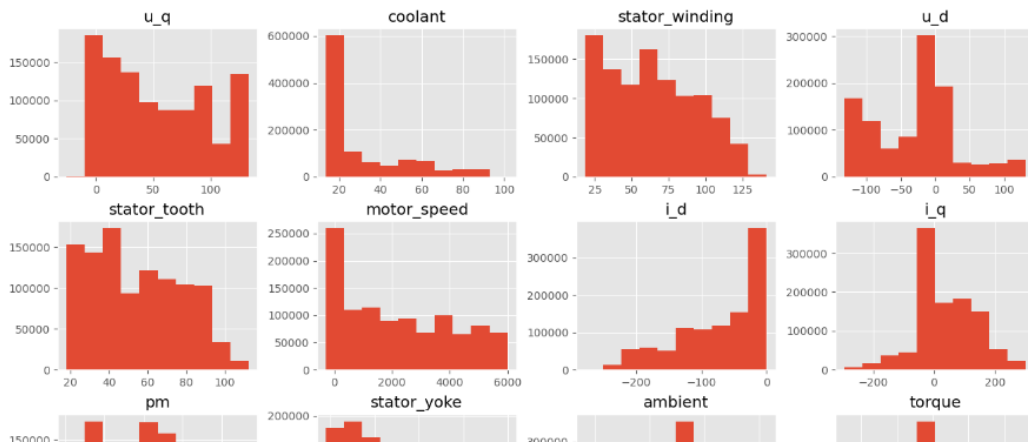 u_q coolant stator_winding u_d
150000 100000 50000 0
0 50 100
600000 400000 200000 0
20 40 60 80 100
150000 100000 50000 0
25 50 75 100 125
300000 200000 100000 0
−100 −50 0 50 100
stator_tooth motor_speed i_d i_q
150000 100000 50000 0
20 40 60 80 100
250000 200000 150000 100000 50000 0
0 2000 4000 6000
300000 200000 100000 0
−200 −100 0
300000 200000 100000 0
−200 0 200
pm stator_yoke ambient torque
150000
200000
300000